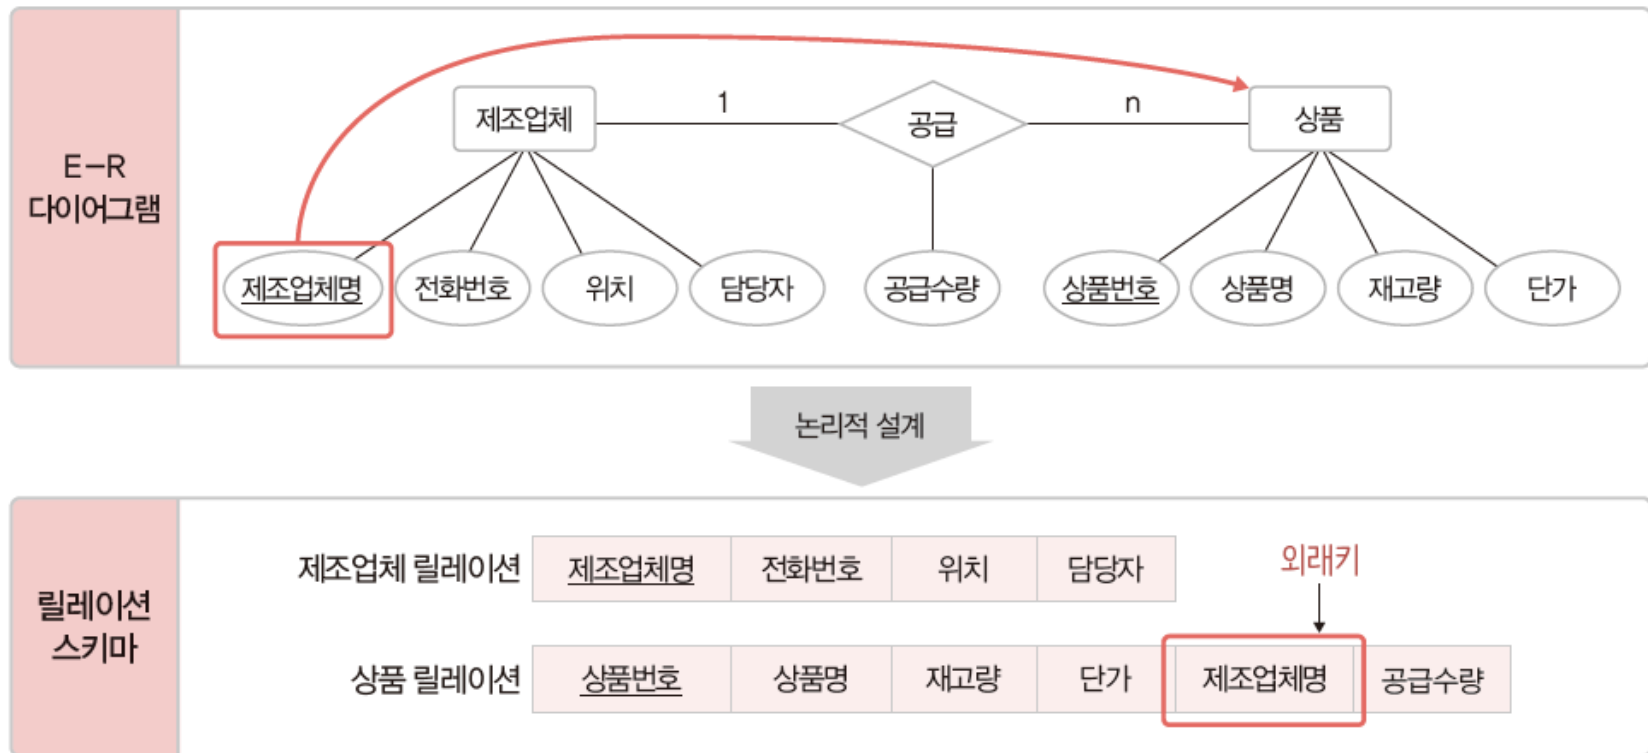 E-R
다이어그램
제조업체
1
공급
n
상품
제조업체명
전화번호
위치
담당자
공급수량
상품번호
상품명
재고량
단가
논리적 설계
릴레이션
스키마
제조업체 릴레이션
제조업체명
전화번호
위치
담당자
외래키
상품 릴레이션
상품번호
상품명
재고량
단가
제조업체명
공급수량